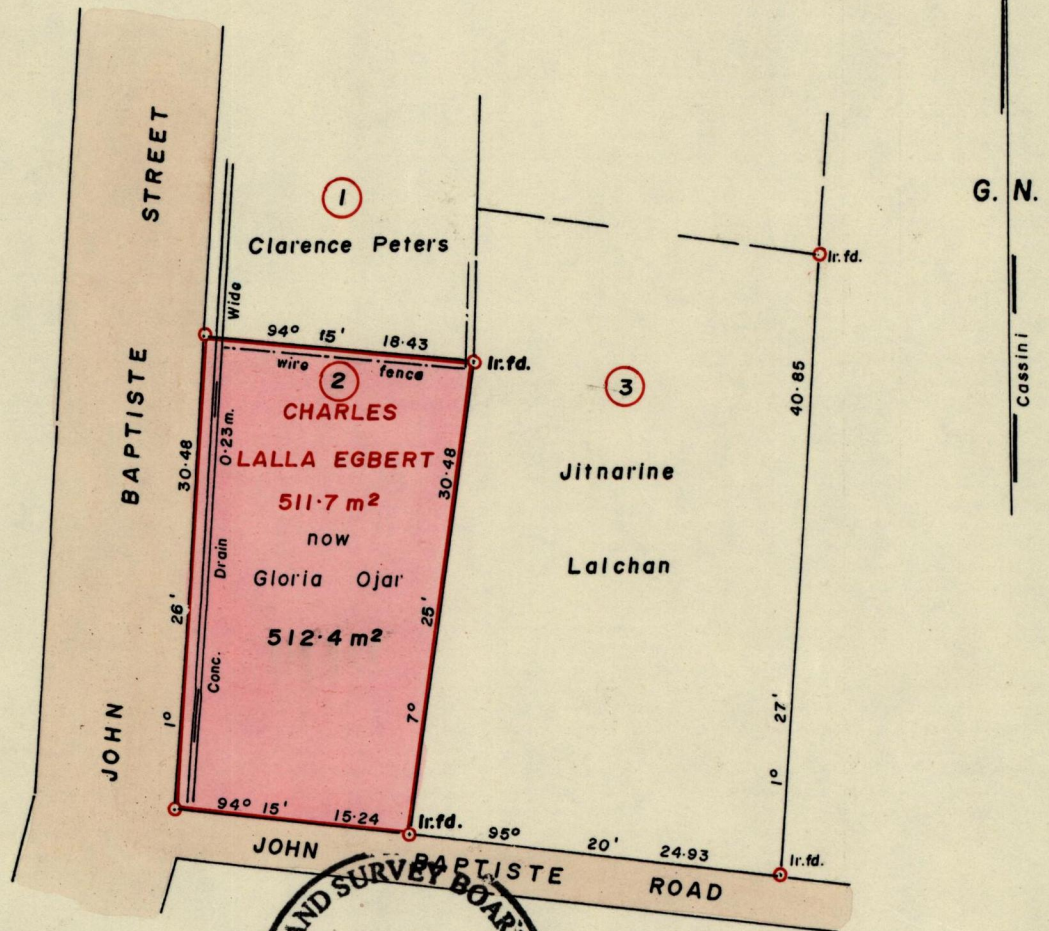 JOHN BAPTISTE STREET
1
Clarence Peters
G. N.
Cassini
Ir.fd.
Wide
94° 15' 18·43
Ir.fd.
wire fence
2
CHARLES
LALLA EGBERT
511·7 m²
now
Gloria Ojar
512·4 m²
0·23m.
Drain
Conc.
1° 26' 30·48
7° 25' 30·48
3
Jitnarine
Lalchan
1° 27' 40·85
94° 15' 15·24
Ir.fd.
95° 20' 24·93
Ir.fd.
JOHN BAPTISTE ROAD
LAND SURVEY BOARD